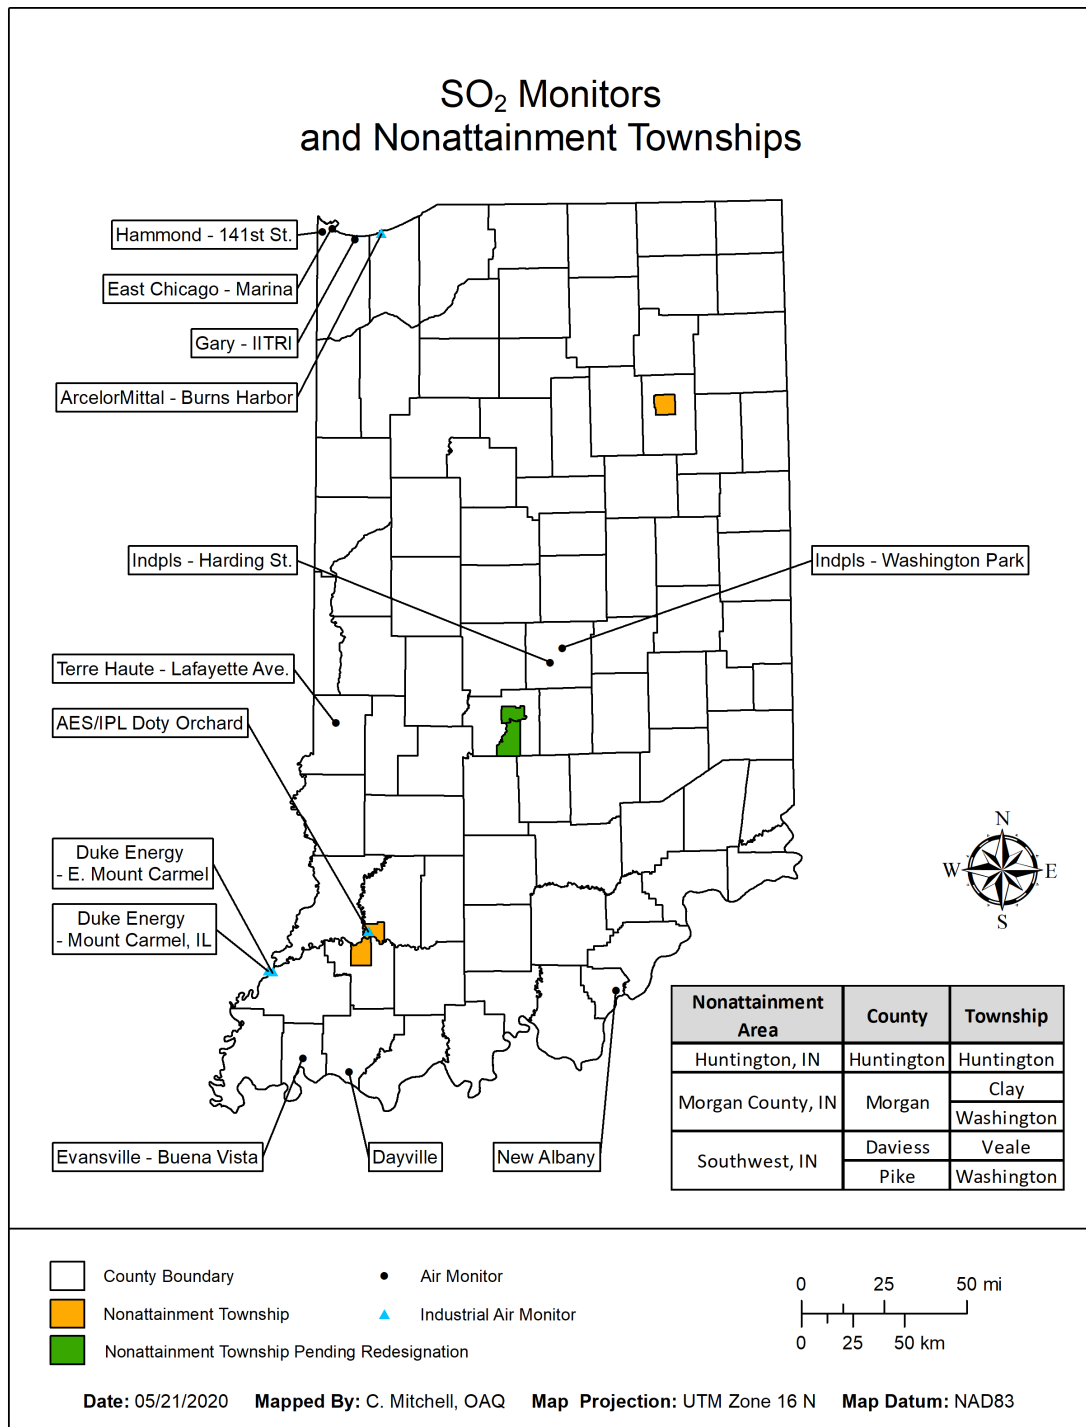 SO₂ Monitors
and Nonattainment Townships
Hammond - 141st St.
East Chicago - Marina
Gary - IITRI
ArcelorMittal - Burns Harbor
Indpls - Harding St.
Indpls - Washington Park
Terre Haute - Lafayette Ave.
AES/IPL Doty Orchard
Duke Energy
- E. Mount Carmel
Duke Energy
- Mount Carmel, IL
N
W E
S
Evansville - Buena Vista
Dayville
New Albany
Nonattainment
Area County Township
Huntington, IN Huntington Huntington
Morgan County, IN Morgan Clay
Washington
Southwest, IN Daviess Veale
Pike Washington
County Boundary
Air Monitor
Nonattainment Township
Industrial Air Monitor
Nonattainment Township Pending Redesignation
0 25 50 mi
0 25 50 km
Date: 05/21/2020 Mapped By: C. Mitchell, OAQ Map Projection: UTM Zone 16 N Map Datum: NAD83